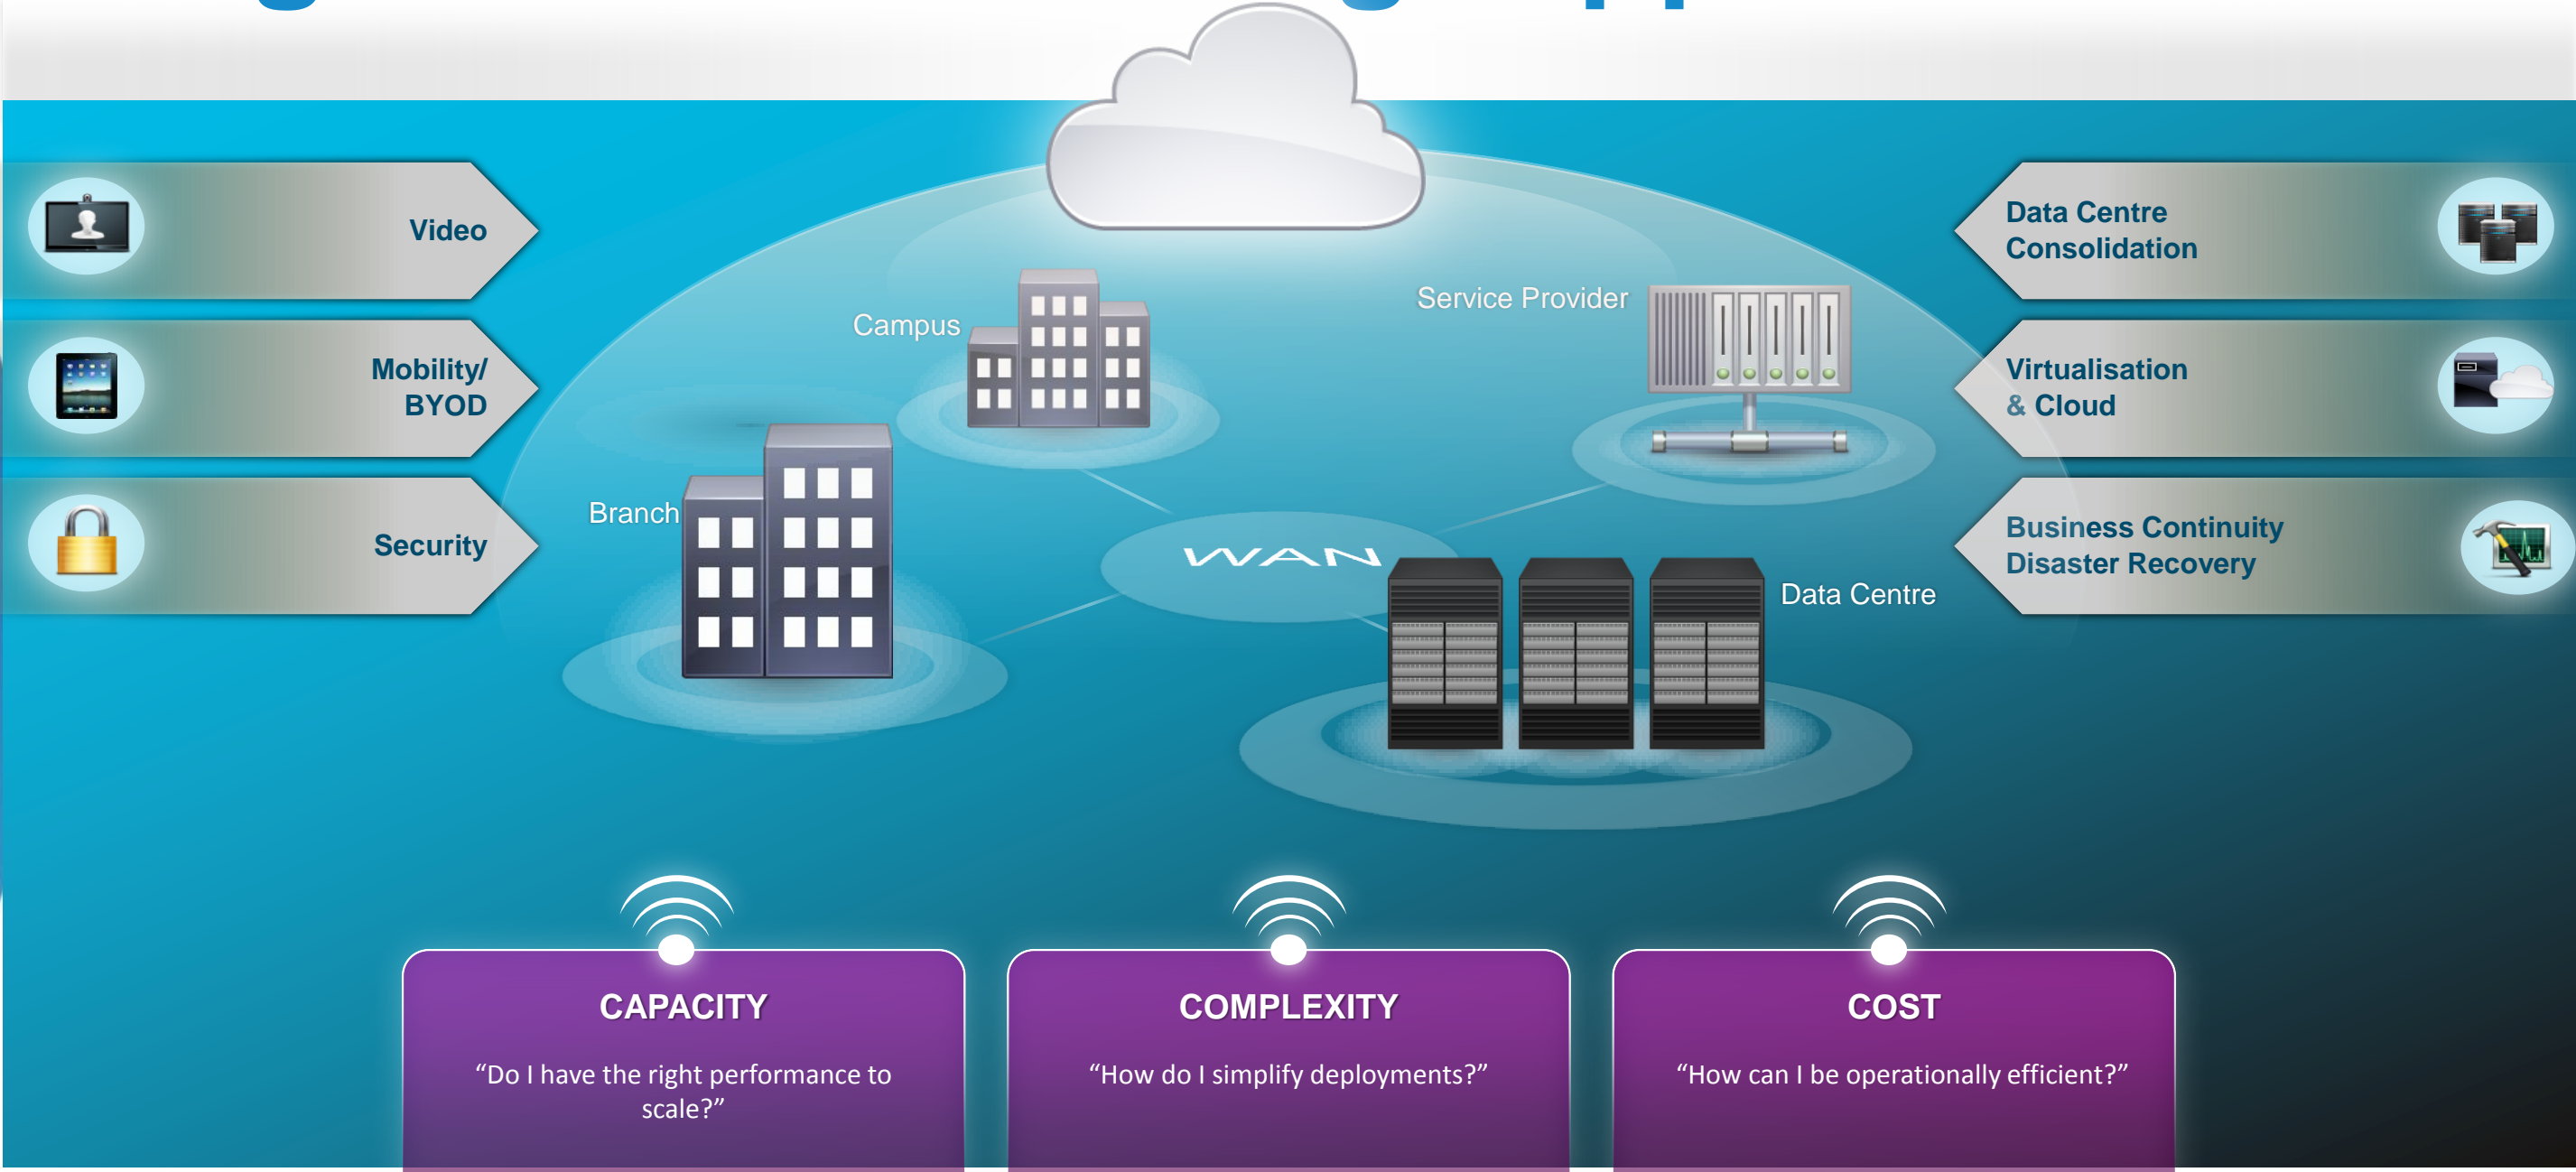 Video
Mobility/
BYOD
Security
Campus
Branch
Service Provider
WAN
Data Centre
Data Centre
Consolidation
Virtualisation
& Cloud
Business Continuity
Disaster Recovery
CAPACITY
“Do I have the right performance to
scale?”
COMPLEXITY
“How do I simplify deployments?”
COST
“How can I be operationally efficient?”